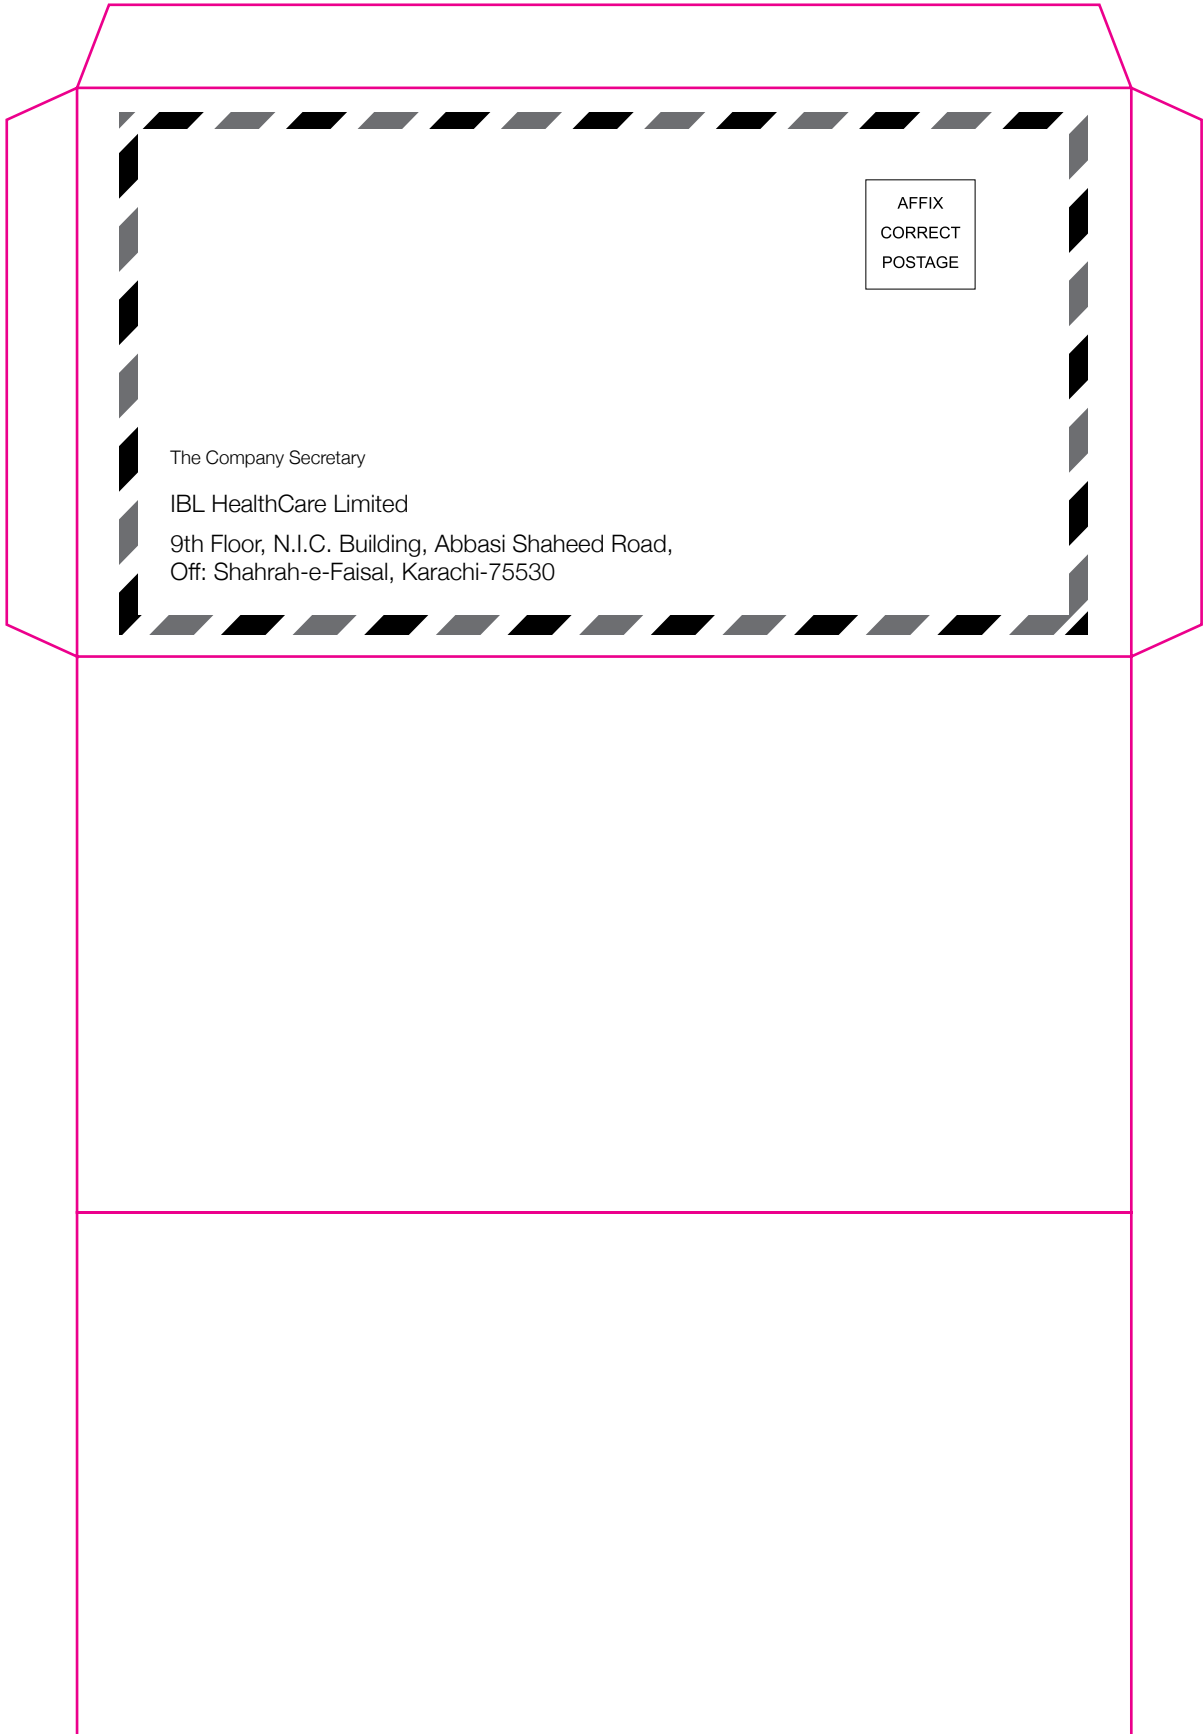 AFFIX
CORRECT
POSTAGE
The Company Secretary
IBL HealthCare Limited
9th Floor, N.I.C. Building, Abbasi Shaheed Road,
Off: Shahrah-e-Faisal, Karachi-75530